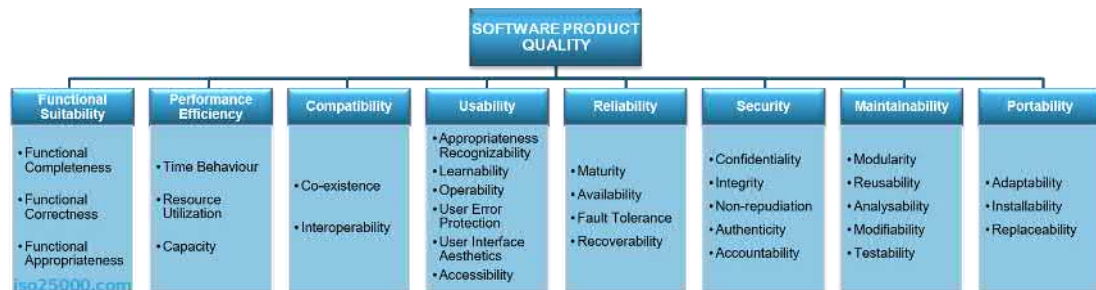 SOFTWARE PRODUCT
QUALITY
Functional
Suitability
• Functional
Completeness
• Functional
Correctness
• Functional
Appropriateness
Performance
Efficiency
• Time Behaviour
• Resource
Utilization
• Capacity
Compatibility
• Co-existence
• Interoperability
Usability
• Appropriateness
Recognizability
• Learnability
• Operability
• User Error
Protection
• User Interface
Aesthetics
• Accessibility
Reliability
• Maturity
• Availability
• Fault Tolerance
• Recoverability
Security
• Confidentiality
• Integrity
• Non-repudiation
• Authenticity
• Accountability
Maintainability
• Modularity
• Reusability
• Analysability
• Modifiability
• Testability
Portability
• Adaptability
• Installability
• Replaceability
iso25000.com